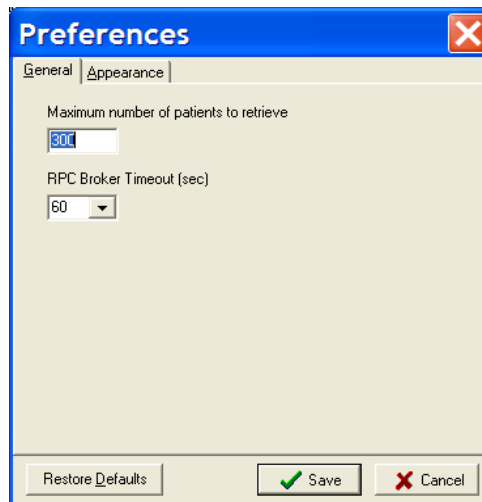 Preferences
General Appearance
Maximum number of patients to retrieve
300
RPC Broker Timeout (sec)
60
Restore Defaults Save Cancel